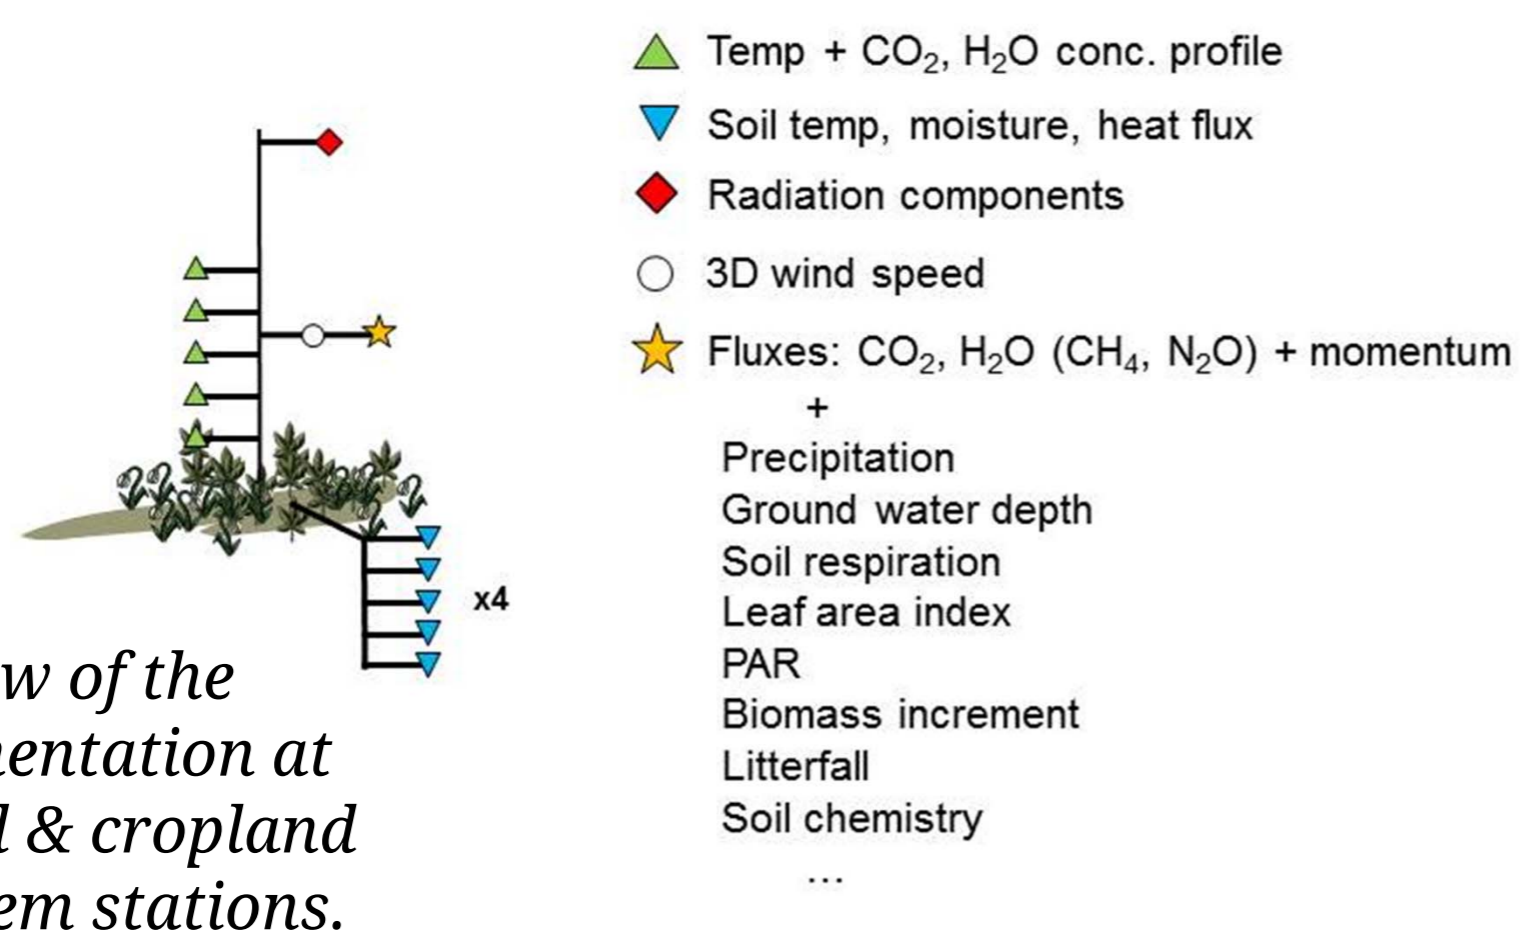 Temp + CO₂, H₂O conc. profile
Soil temp, moisture, heat flux
Radiation components
3D wind speed
Fluxes: CO₂, H₂O (CH₄, N₂O) + momentum
+
Precipitation
Ground water depth
Soil respiration
Leaf area index
PAR
Biomass increment
Litterfall
Soil chemistry
...
x4
of the
at
& cropland
stations.